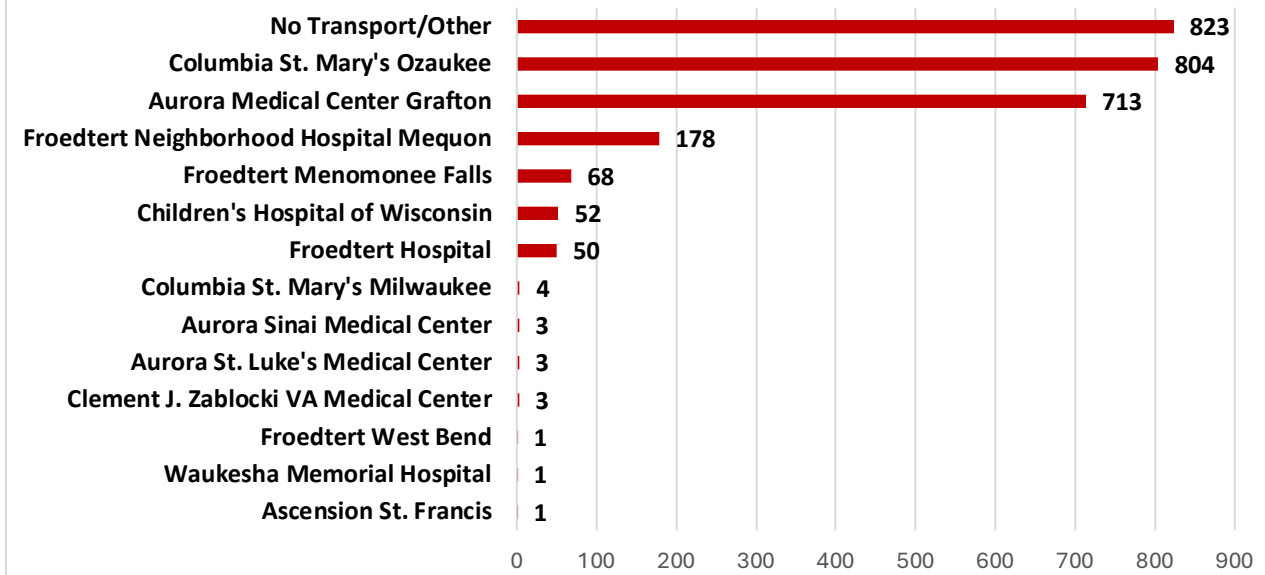 No Transport/Other 823
Columbia St. Mary's Ozaukee 804
Aurora Medical Center Grafton 713
Froedtert Neighborhood Hospital Mequon 178
Froedtert Menomonee Falls 68
Children's Hospital of Wisconsin 52
Froedtert Hospital 50
Columbia St. Mary's Milwaukee 4
Aurora Sinai Medical Center 3
Aurora St. Luke's Medical Center 3
Clement J. Zablocki VA Medical Center 3
Froedtert West Bend 1
Waukesha Memorial Hospital 1
Ascension St. Francis 1
0 100 200 300 400 500 600 700 800 900